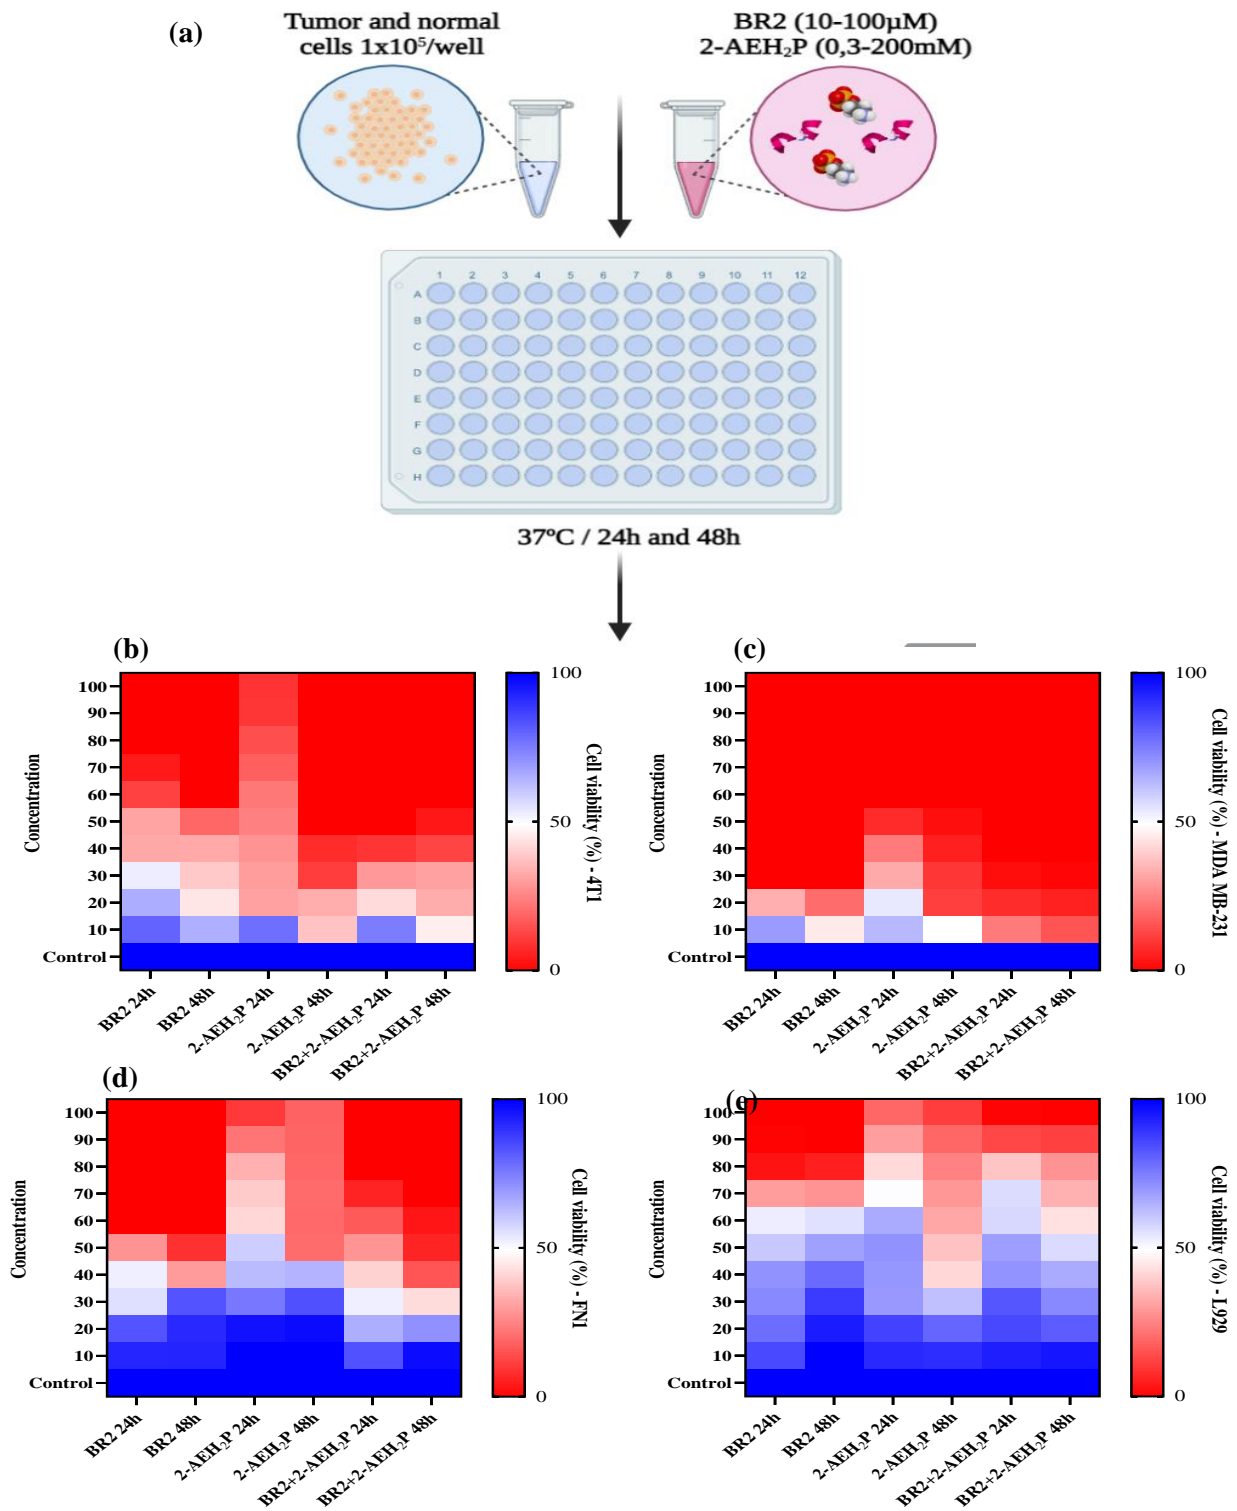 (a)
Tumor and normal
cells 1x10⁵/well
BR2 (10-100µM)
2-AEH₂P (0,3-200mM)
1 2 3 4 5 6 7 8 9 10 11 12
A
B
C
D
E
F
G
H
37ºC / 24h and 48h
(b)
Concentration
100
90
80
70
60
50
40
30
20
10
Control
BR2 24h
BR2 48h
2-AEH₂P 24h
2-AEH₂P 48h
BR2+2-AEH₂P 24h
BR2+2-AEH₂P 48h
100
50
0
Cell viability (%) - 4T1
(c)
Concentration
100
90
80
70
60
50
40
30
20
10
Control
BR2 24h
BR2 48h
2-AEH₂P 24h
2-AEH₂P 48h
BR2+2-AEH₂P 24h
BR2+2-AEH₂P 48h
100
50
0
Cell viability (%) - MDA MB-231
(d)
Concentration
100
90
80
70
60
50
40
30
20
10
Control
BR2 24h
BR2 48h
2-AEH₂P 24h
2-AEH₂P 48h
BR2+2-AEH₂P 24h
BR2+2-AEH₂P 48h
100
50
0
Cell viability (%) - FN1
(e)
Concentration
100
90
80
70
60
50
40
30
20
10
Control
BR2 24h
BR2 48h
2-AEH₂P 24h
2-AEH₂P 48h
BR2+2-AEH₂P 24h
BR2+2-AEH₂P 48h
100
50
0
Cell viability (%) - L929